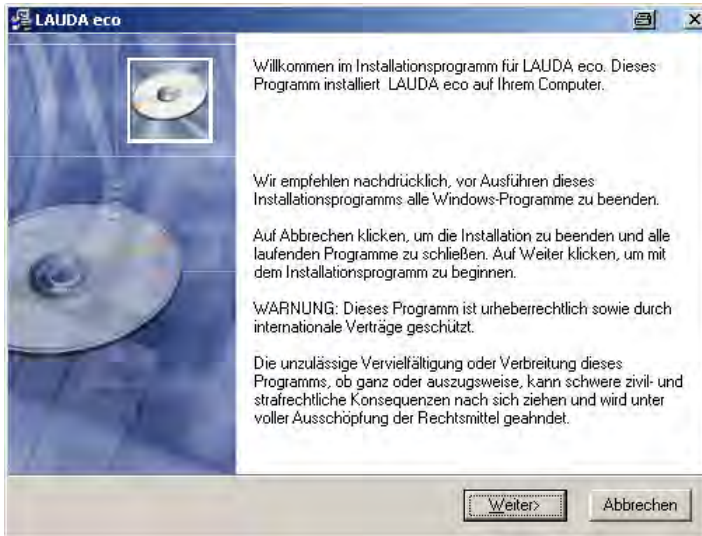 LAUDA eco
Willkommen im Installationsprogramm für LAUDA eco. Dieses
Programm installiert LAUDA eco auf Ihrem Computer.
Wir empfehlen nachdrücklich, vor Ausführen dieses
Installationsprogramms alle Windows-Programme zu beenden.
Auf Abbrechen klicken, um die Installation zu beenden und alle
laufenden Programme zu schließen. Auf Weiter klicken, um mit
dem Installationsprogramm zu beginnen.
WARNUNG: Dieses Programm ist urheberrechtlich sowie durch
internationale Verträge geschützt.
Die unzulässige Vervielfältigung oder Verbreitung dieses
Programms, ob ganz oder auszugsweise, kann schwere zivil- und
strafrechtliche Konsequenzen nach sich ziehen und wird unter
voller Ausschöpfung der Rechtsmittel geahndet.
Weiter>
Abbrechen